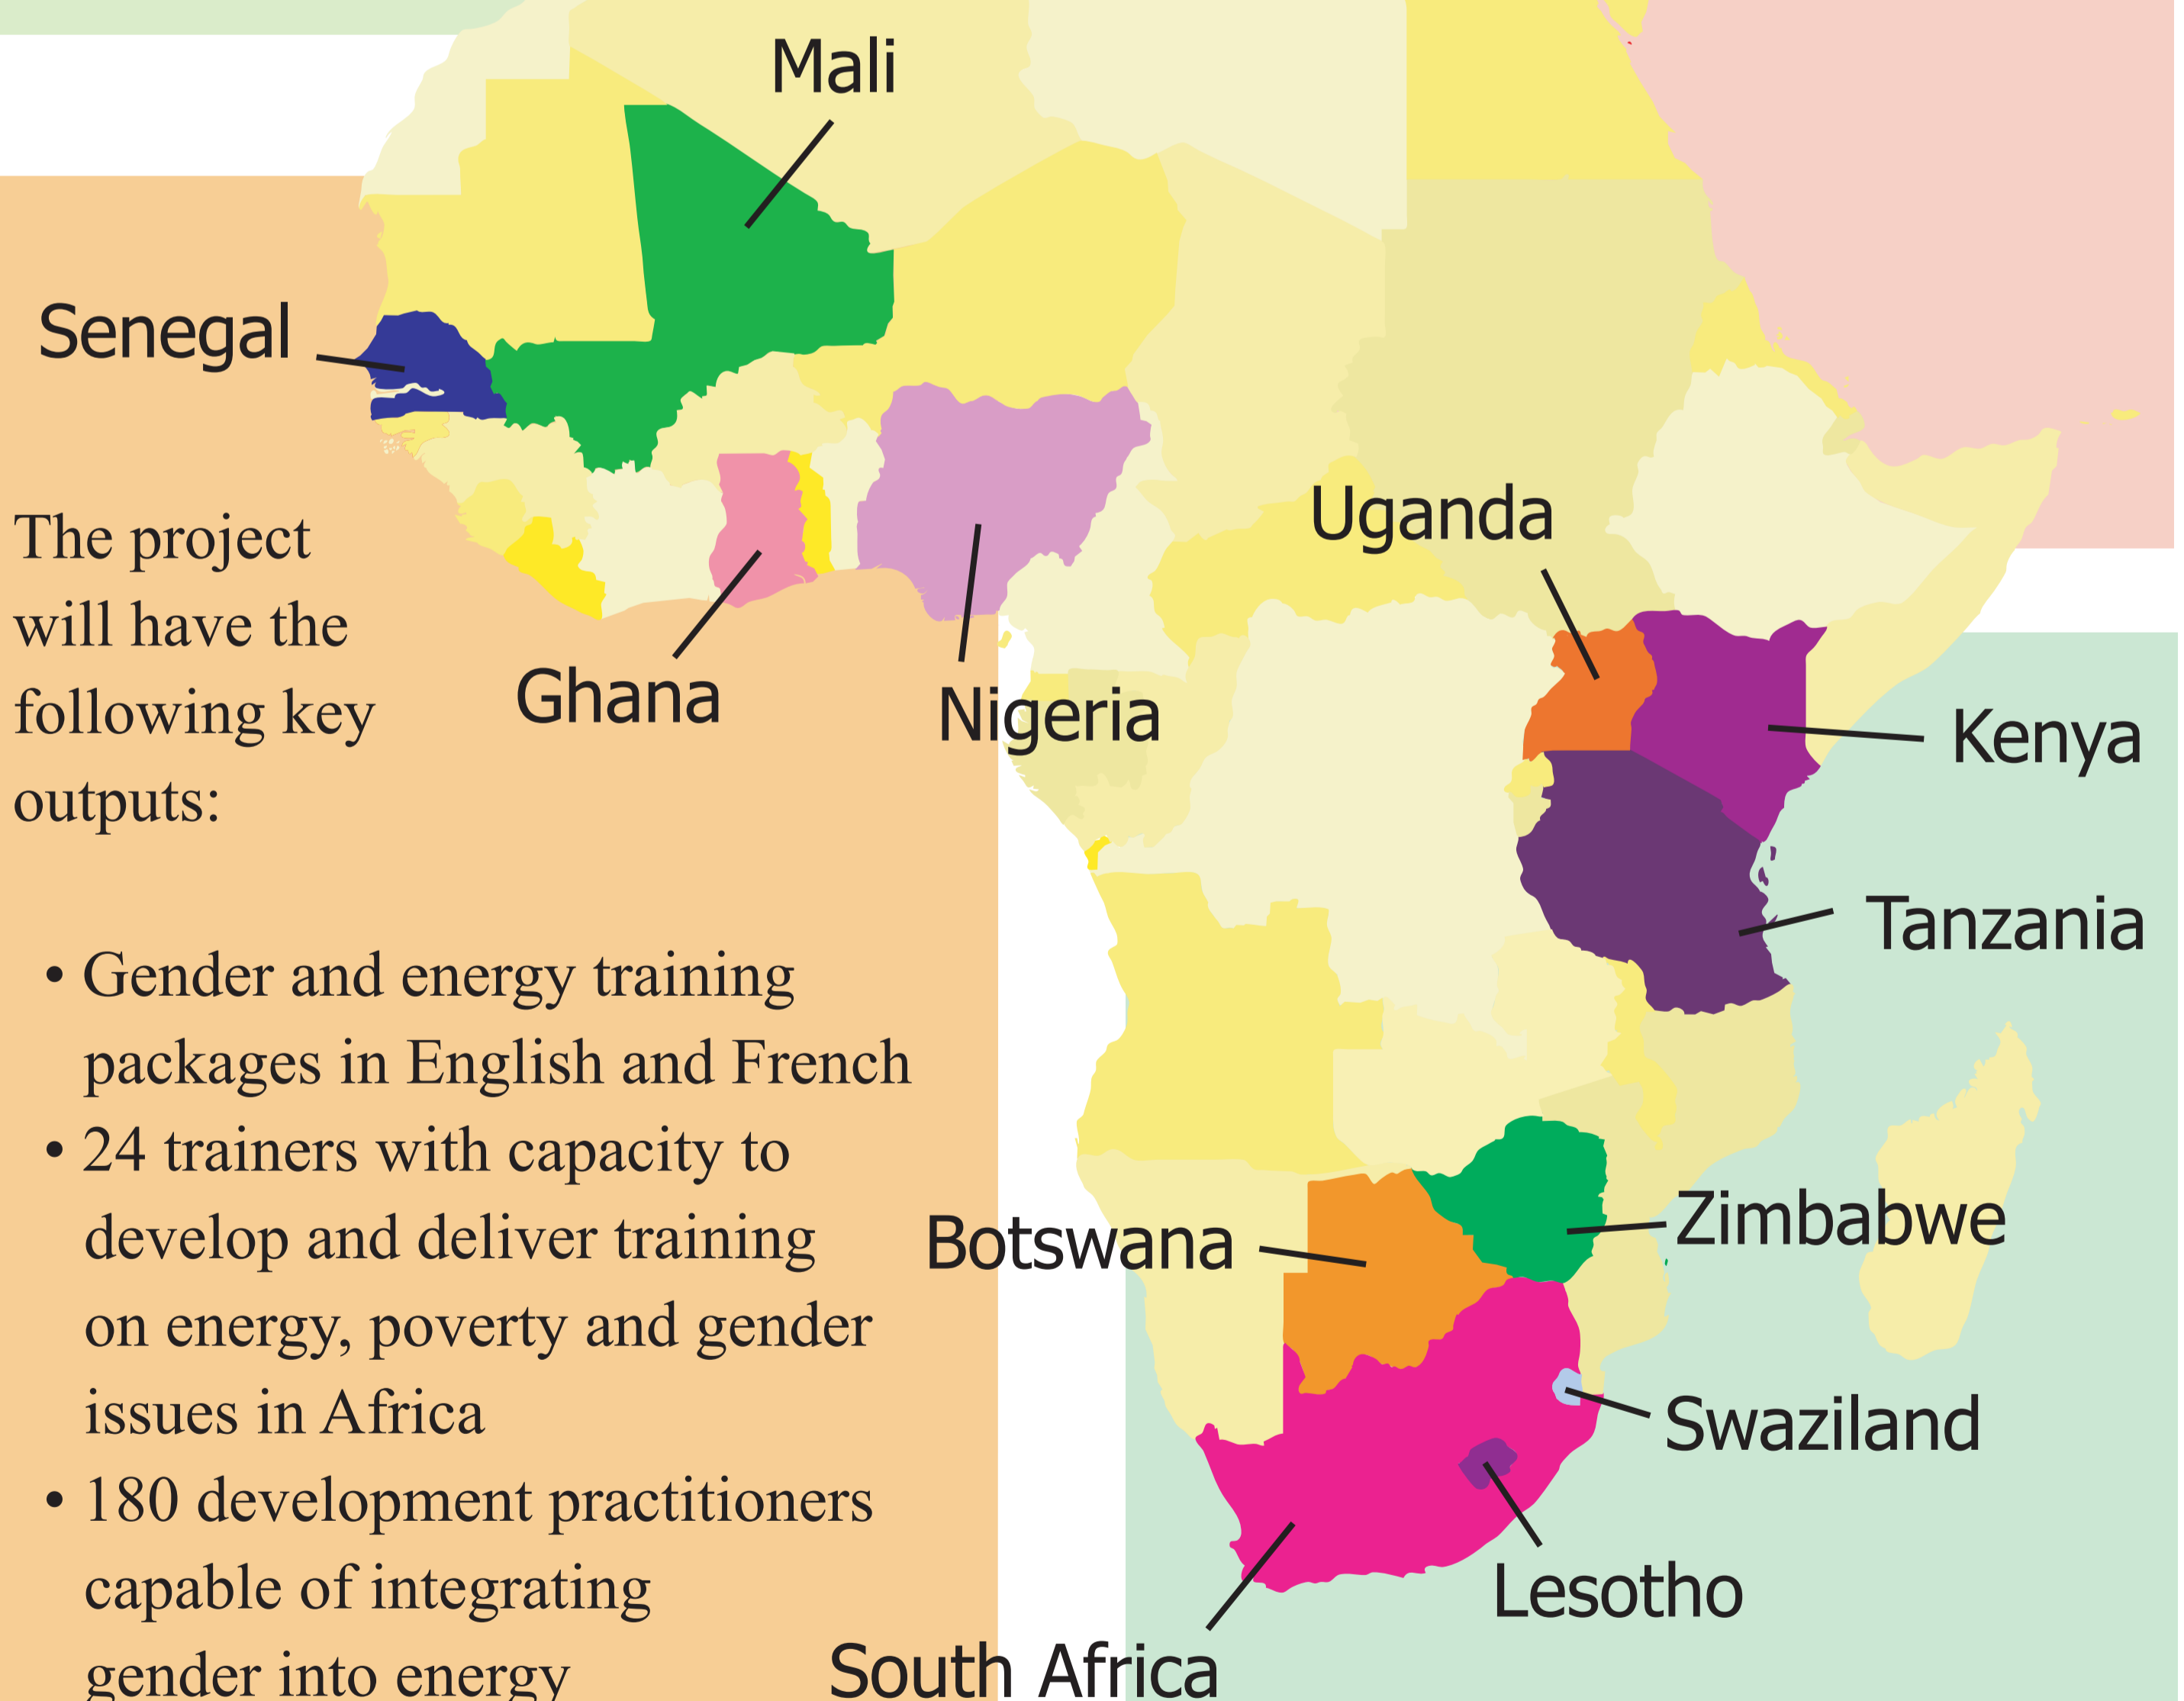 Mali
Senegal
The project
will have the
following key
outputs:
Uganda
Ghana
Nigeria
Kenya
Tanzania
• Gender and energy training
packages in English and French
• 24 trainers with capacity to
develop and deliver training
on energy, poverty and gender
issues in Africa
• 180 development practitioners
capable of integrating
gender into energy
Botswana
Zimbabwe
Swaziland
Lesotho
South Africa